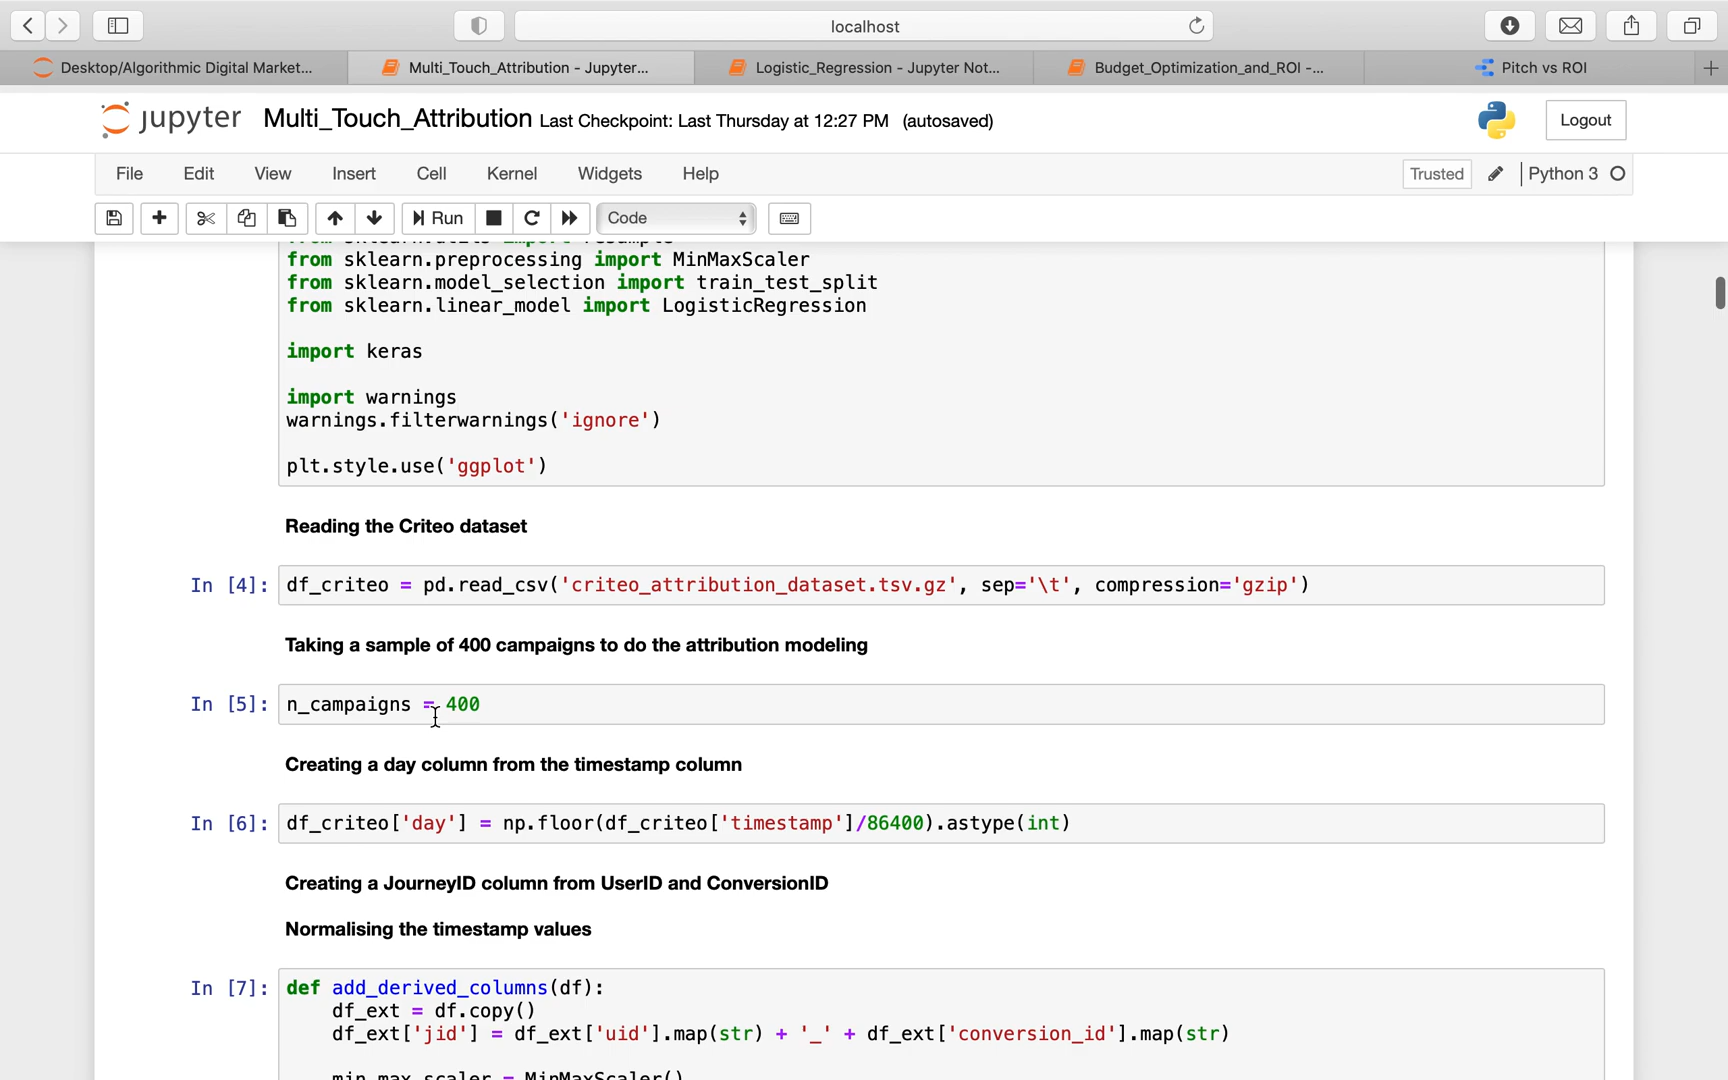 localhost
Desktop/Algorithmic Digital Market...
Multi_Touch_Attribution - Jupyter...
Logistic_Regression - Jupyter Not...
Budget_Optimization_and_ROI -...
Pitch vs ROI
jupyter Multi_Touch_Attribution Last Checkpoint: Last Thursday at 12:27 PM (autosaved)
Logout
File Edit View Insert Cell Kernel Widgets Help
Trusted
Python 3
Run
Code
from sklearn.utils import resample
from sklearn.preprocessing import MinMaxScaler
from sklearn.model_selection import train_test_split
from sklearn.linear_model import LogisticRegression
import keras
import warnings
warnings.filterwarnings('ignore')
plt.style.use('ggplot')
Reading the Criteo dataset
In [4]: df_criteo = pd.read_csv('criteo_attribution_dataset.tsv.gz', sep='\t', compression='gzip')
Taking a sample of 400 campaigns to do the attribution modeling
In [5]: n_campaigns = 400
Creating a day column from the timestamp column
In [6]: df_criteo['day'] = np.floor(df_criteo['timestamp']/86400).astype(int)
Creating a JourneyID column from UserID and ConversionID
Normalising the timestamp values
In [7]: def add_derived_columns(df):
df_ext = df.copy()
df_ext['jid'] = df_ext['uid'].map(str) + '_' + df_ext['conversion_id'].map(str)
min_max_scaler = MinMaxScaler()